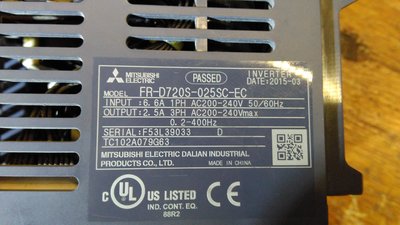 MITSUBISHI ELECTRIC
PASSED
INVERTER
DATE:2015-03
MODEL FR-D720S-025SC-EC
INPUT :6.6A 1PH AC200-240V 50/60Hz
OUTPUT:2.5A 3PH AC200-240Vmax
0.2-400Hz
SERIAL:F53L39033 D
TC102A079G63
MITSUBISHI ELECTRIC DALIAN INDUSTRIAL
PRODUCTS CO., LTD.
MADE IN CHINA
C UL US LISTED
IND. CONT. EQ.
88R2